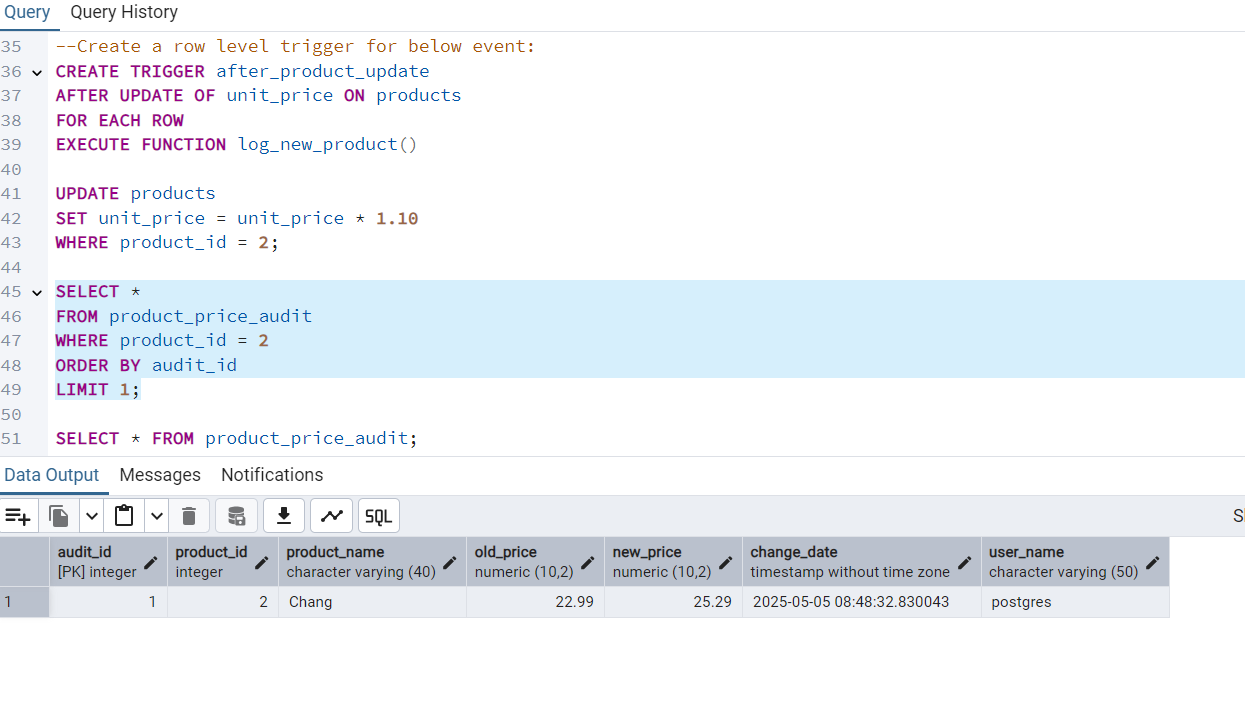 Query Query History
35 --Create a row level trigger for below event:
36 CREATE TRIGGER after_product_update
37 AFTER UPDATE OF unit_price ON products
38 FOR EACH ROW
39 EXECUTE FUNCTION log_new_product()
40
41 UPDATE products
42 SET unit_price = unit_price * 1.10
43 WHERE product_id = 2;
44
45 SELECT *
46 FROM product_price_audit
47 WHERE product_id = 2
48 ORDER BY audit_id
49 LIMIT 1;
50
51 SELECT * FROM product_price_audit;
Data Output Messages Notifications
SQL
audit_id product_id product_name old_price new_price change_date user_name
[PK] integer integer character varying (40) numeric (10,2) numeric (10,2) timestamp without time zone character varying (50)
1 1 2 Chang 22.99 25.29 2025-05-05 08:48:32.830043 postgres